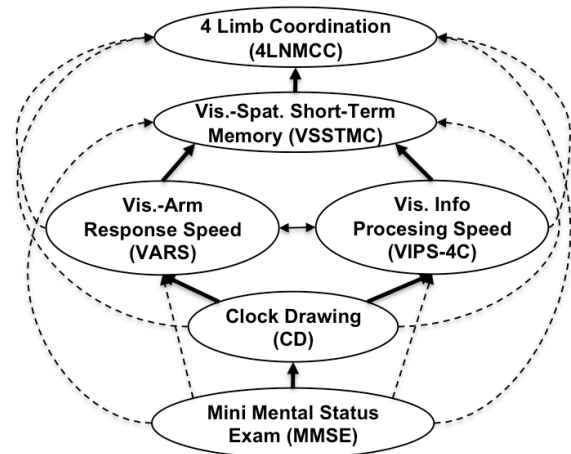 4 Limb Coordination
(4LNMCC)
Vis.-Spat. Short-Term
Memory (VSSTMC)
Vis.-Arm
Response Speed
(VARS)
Vis. Info
Procesing Speed
(VIPS-4C)
Clock Drawing
(CD)
Mini Mental Status
Exam (MMSE)